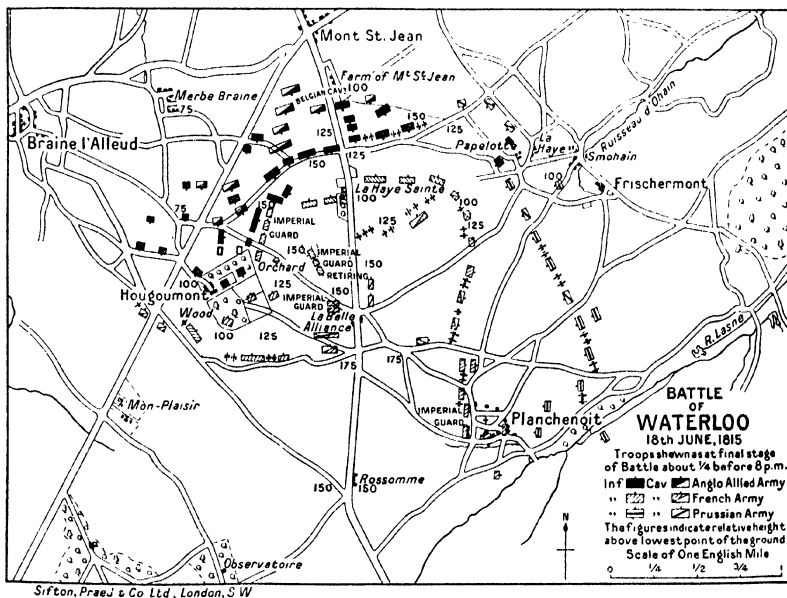 Mont St. Jean
Farm of Mt St Jean
100
BELGIAN CAVY
Merbe Braine
75
125
150
125
Ruisseau d'Ohain
Braine l'Alleud
150
125
Papelotte
La Haye
Smohain
La Haye Sainte
100
Frischermont
75
100
100
150
IMPERIAL
GUARD
125
125
150
IMPERIAL
GUARD
RETIRING
150
Orchard
100
125
IMPERIAL
GUARD
150
Hougoumont
Wood
La Belle
Alliance
100
125
R. Lasne
175
175
Mon-Plaisir
IMPERIAL
GUARD
Planchenoit
Rossomme
150
150
Observatoire
BATTLE
OF
WATERLOO
18th JUNE, 1815
Troops shewn as at final stage
of Battle about ¼ before 8 p.m.
Inf Cav Anglo Allied Army
" " French Army
" " Prussian Army
The figures indicate relative height
above lowest point of the ground
Scale of One English Mile
0 1/4 1/2 3/4 1
N
Sifton, Praed & Co Ltd, London, S W